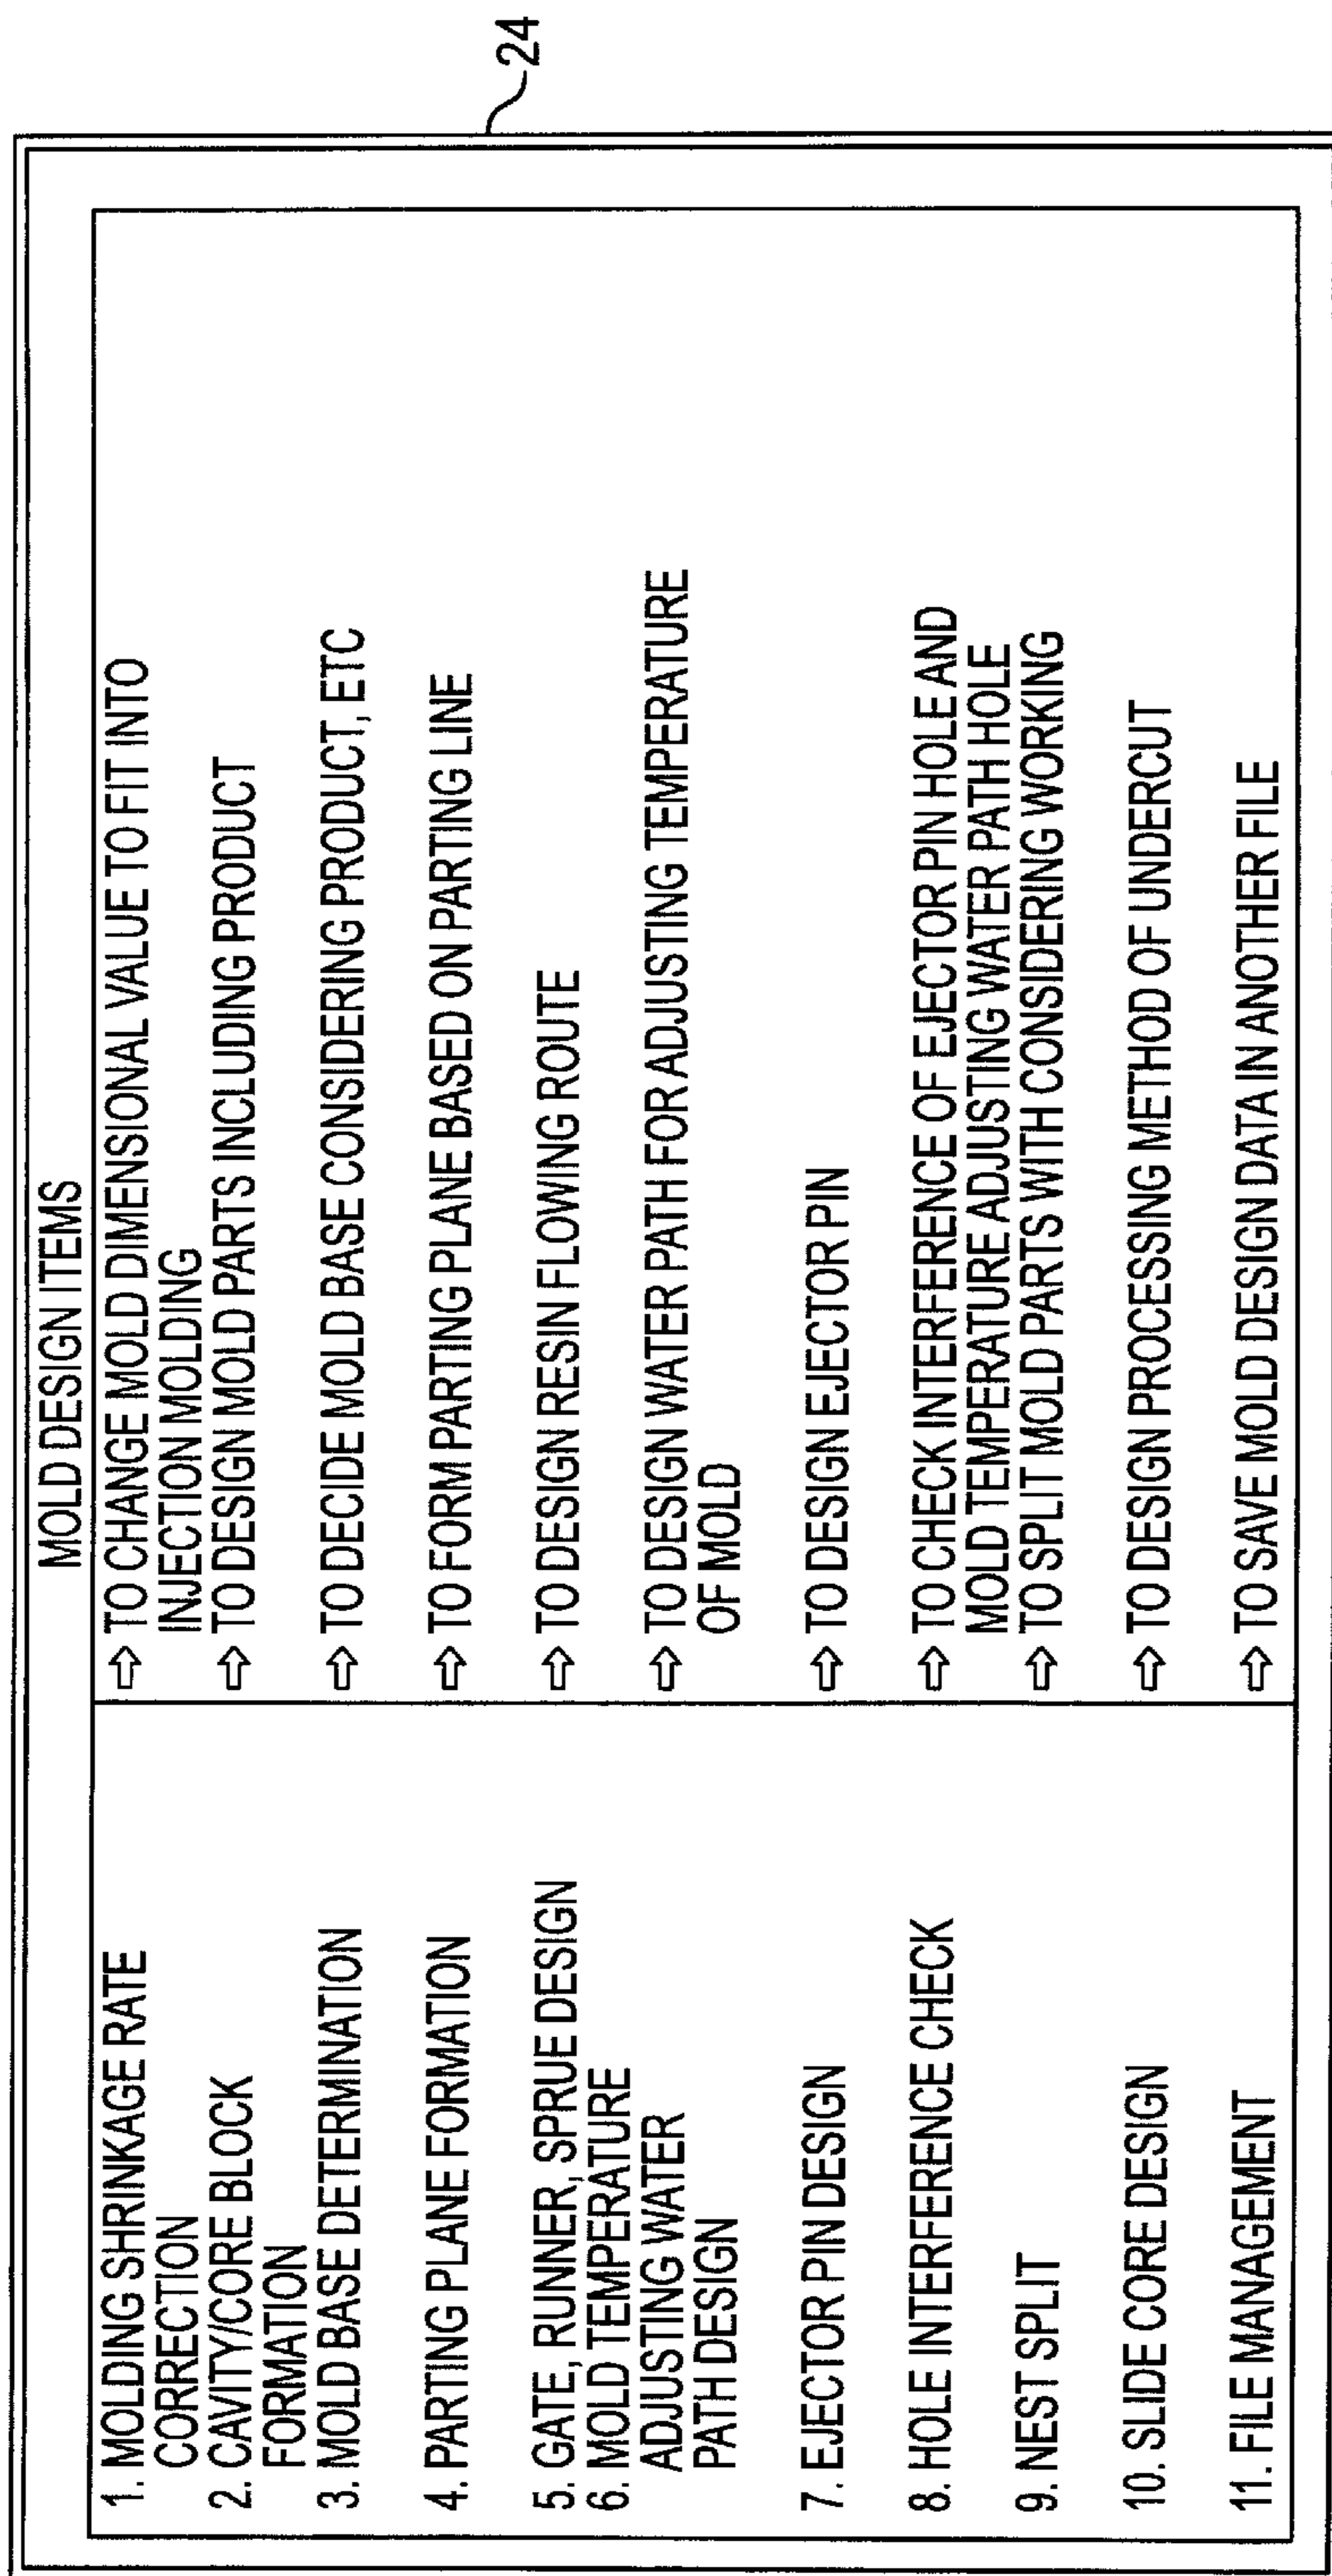 24
MOLD DESIGN ITEMS
1. MOLDING SHRINKAGE RATE
CORRECTION
⇨ TO CHANGE MOLD DIMENSIONAL VALUE TO FIT INTO
INJECTION MOLDING
2. CAVITY/CORE BLOCK
FORMATION
⇨ TO DESIGN MOLD PARTS INCLUDING PRODUCT
3. MOLD BASE DETERMINATION
⇨ TO DECIDE MOLD BASE CONSIDERING PRODUCT, ETC
4. PARTING PLANE FORMATION
⇨ TO FORM PARTING PLANE BASED ON PARTING LINE
5. GATE, RUNNER, SPRUE DESIGN
⇨ TO DESIGN RESIN FLOWING ROUTE
6. MOLD TEMPERATURE
ADJUSTING WATER
PATH DESIGN
⇨ TO DESIGN WATER PATH FOR ADJUSTING TEMPERATURE
OF MOLD
7. EJECTOR PIN DESIGN
⇨ TO DESIGN EJECTOR PIN
8. HOLE INTERFERENCE CHECK
⇨ TO CHECK INTERFERENCE OF EJECTOR PIN HOLE AND
MOLD TEMPERATURE ADJUSTING WATER PATH HOLE
9. NEST SPLIT
⇨ TO SPLIT MOLD PARTS WITH CONSIDERING WORKING
10. SLIDE CORE DESIGN
⇨ TO DESIGN PROCESSING METHOD OF UNDERCUT
11. FILE MANAGEMENT
⇨ TO SAVE MOLD DESIGN DATA IN ANOTHER FILE